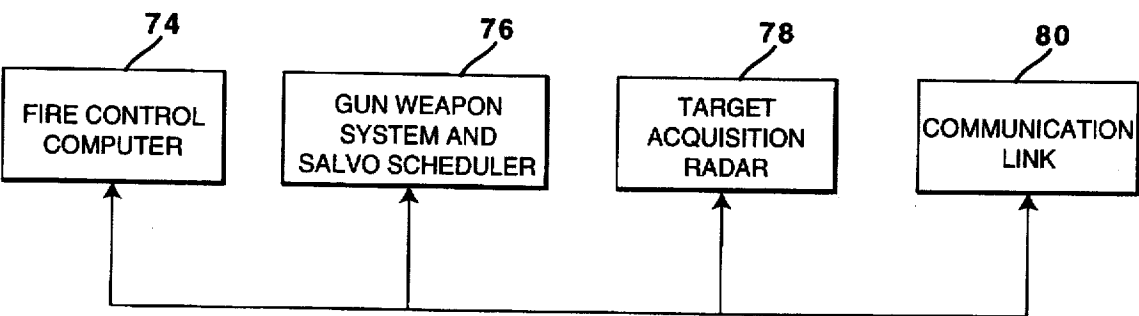 74
76
78
80
FIRE CONTROL
COMPUTER
GUN WEAPON
SYSTEM AND
SALVO SCHEDULER
TARGET
ACQUISITION
RADAR
COMMUNICATION
LINK